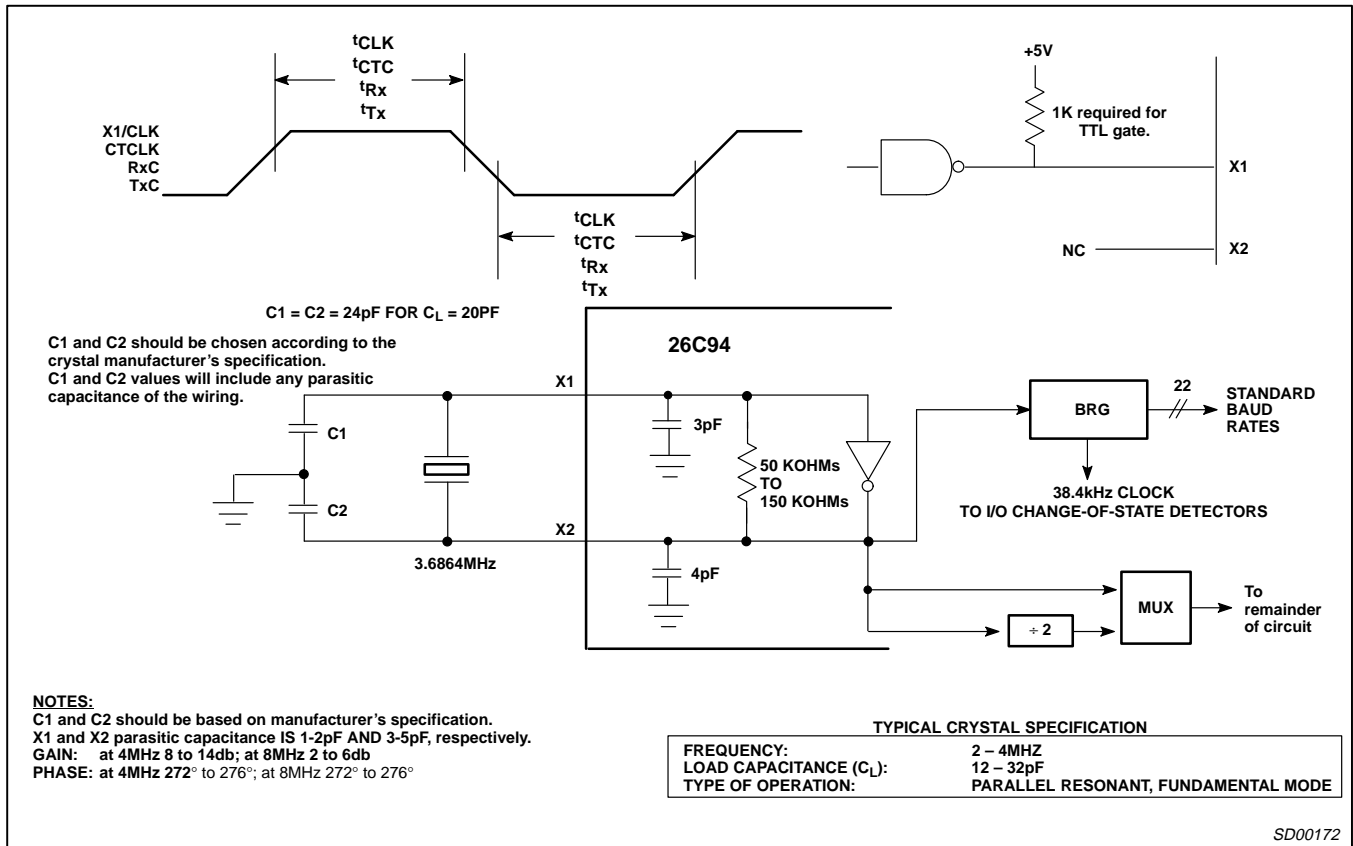 tCLK
tCTC
tRx
tTx
X1/CLK
CTCLK
RxC
TxC
tCLK
tCTC
tRx
tTx
+5V
1K required for
TTL gate.
X1
NC
X2
C1 = C2 = 24pF FOR CL = 20PF
C1 and C2 should be chosen according to the
crystal manufacturer's specification.
C1 and C2 values will include any parasitic
capacitance of the wiring.
26C94
X1
C1
3pF
50 KOHMs
TO
150 KOHMs
C2
X2
3.6864MHz
4pF
BRG
22
STANDARD
BAUD
RATES
38.4kHz CLOCK
TO I/O CHANGE-OF-STATE DETECTORS
MUX
÷ 2
To
remainder
of circuit
NOTES:
C1 and C2 should be based on manufacturer's specification.
X1 and X2 parasitic capacitance IS 1-2pF AND 3-5pF, respectively.
GAIN: at 4MHz 8 to 14db; at 8MHz 2 to 6db
PHASE: at 4MHz 272° to 276°; at 8MHz 272° to 276°
TYPICAL CRYSTAL SPECIFICATION
FREQUENCY: 2 – 4MHZ
LOAD CAPACITANCE (CL): 12 – 32pF
TYPE OF OPERATION: PARALLEL RESONANT, FUNDAMENTAL MODE
SD00172